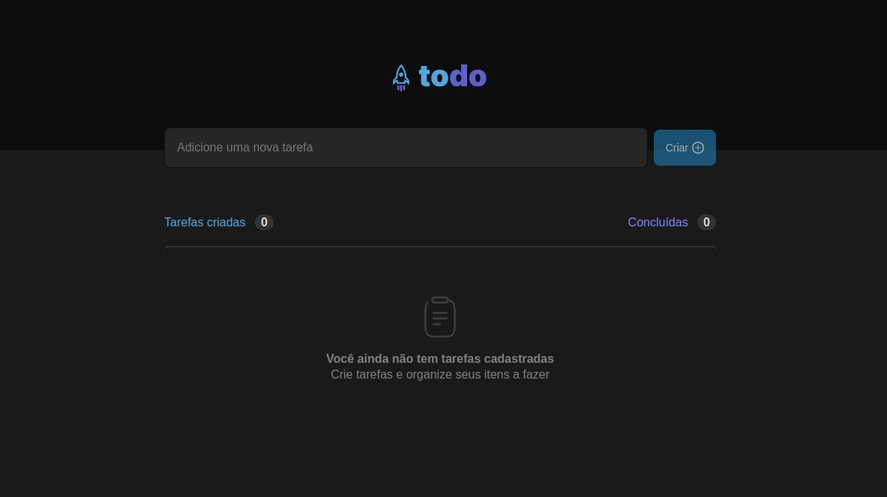 todo
Adicione uma nova tarefa
Criar
Tarefas criadas 0
Concluídas 0
Você ainda não tem tarefas cadastradas
Crie tarefas e organize seus itens a fazer